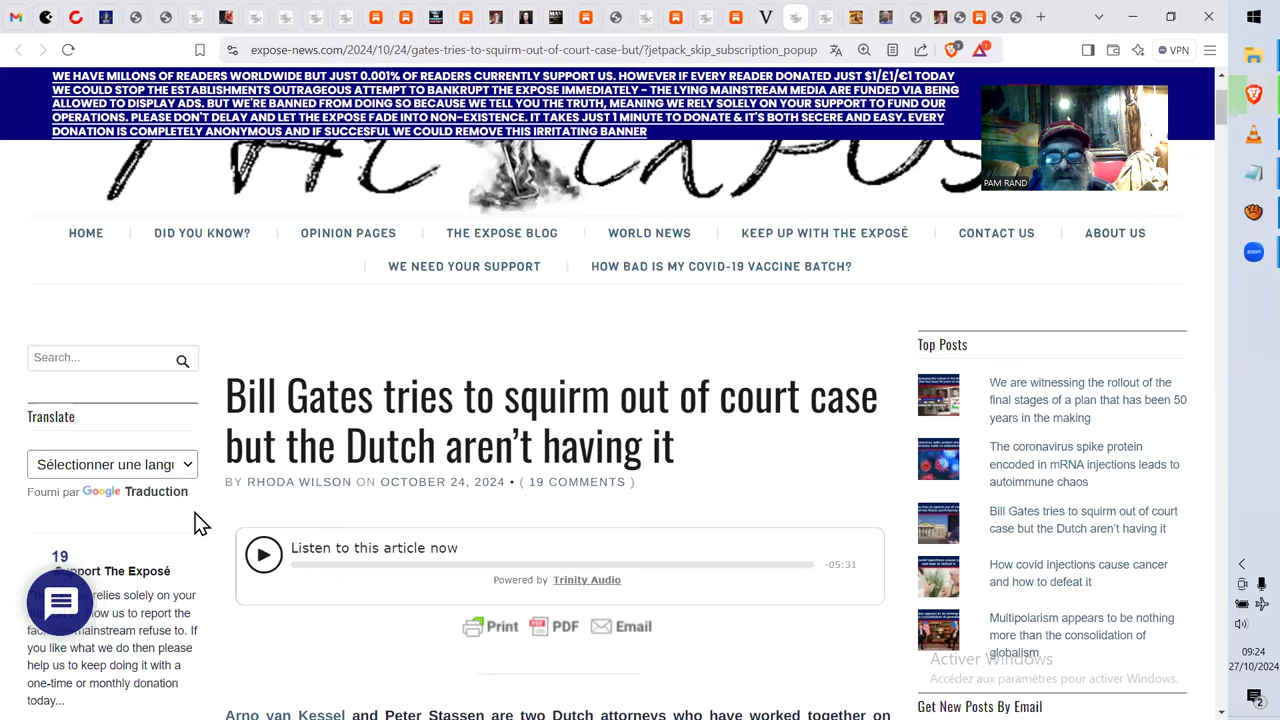 expose-news.com/2024/10/24/gates-tries-to-squirm-out-of-court-case-but/?jetpack_skip_subscription_popup
9
1
VPN
WE HAVE MILLONS OF READERS WORLDWIDE BUT JUST 0.001% OF READERS CURRENTLY SUPPORT US. HOWEVER IF EVERY READER DONATED JUST $1/£1/€1 TODAY
WE COULD STOP THE ESTABLISHMENTS OUTRAGEOUS ATTEMPT TO BANKRUPT THE EXPOSE IMMEDIATELY - THE LYING MAINSTREAM MEDIA ARE FUNDED VIA BEING
ALLOWED TO DISPLAY ADS. BUT WE'RE BANNED FROM DOING SO BECAUSE WE TELL YOU THE TRUTH, MEANING WE RELY SOLELY ON YOUR SUPPORT TO FUND OUR
OPERATIONS. PLEASE DON'T DELAY AND LET THE EXPOSE FADE INTO NON-EXISTENCE. IT TAKES JUST 1 MINUTE TO DONATE & IT'S BOTH SECERE AND EASY. EVERY
DONATION IS COMPLETELY ANONYMOUS AND IF SUCCESFUL WE COULD REMOVE THIS IRRITATING BANNER
PAM RAND
THE EXPOS
HOME
DID YOU KNOW?
OPINION PAGES
THE EXPOSE BLOG
WORLD NEWS
KEEP UP WITH THE EXPOSÉ
CONTACT US
ABOUT US
WE NEED YOUR SUPPORT
HOW BAD IS MY COVID-19 VACCINE BATCH?
Search...
Translate
Sélectionner une langu
Fourni par Google Traduction
19
Support The Exposé
relies solely on your
ow us to report the
mainstream refuse to. If
you like what we do then please
help us to keep doing it with a
one-time or monthly donation
today...
Bill Gates tries to squirm out of court case
but the Dutch aren't having it
BY RHODA WILSON ON OCTOBER 24, 2024 • ( 19 COMMENTS )
Listen to this article now
-05:31
Powered by Trinity Audio
Print PDF Email
Arno van Kessel and Peter Stassen are two Dutch attorneys who have worked together on
Top Posts
We are witnessing the rollout of the
final stages of a plan that has been 50
years in the making
The coronavirus spike protein
encoded in mRNA injections leads to
autoimmune chaos
Bill Gates tries to squirm out of court
case but the Dutch aren't having it
How covid injections cause cancer
and how to defeat it
Multipolarism appears to be nothing
more than the consolidation of
globalism
Activer Windows
Accédez aux paramètres pour activer Windows.
Get New Posts By Email
zoom
09:24
27/10/2024
2